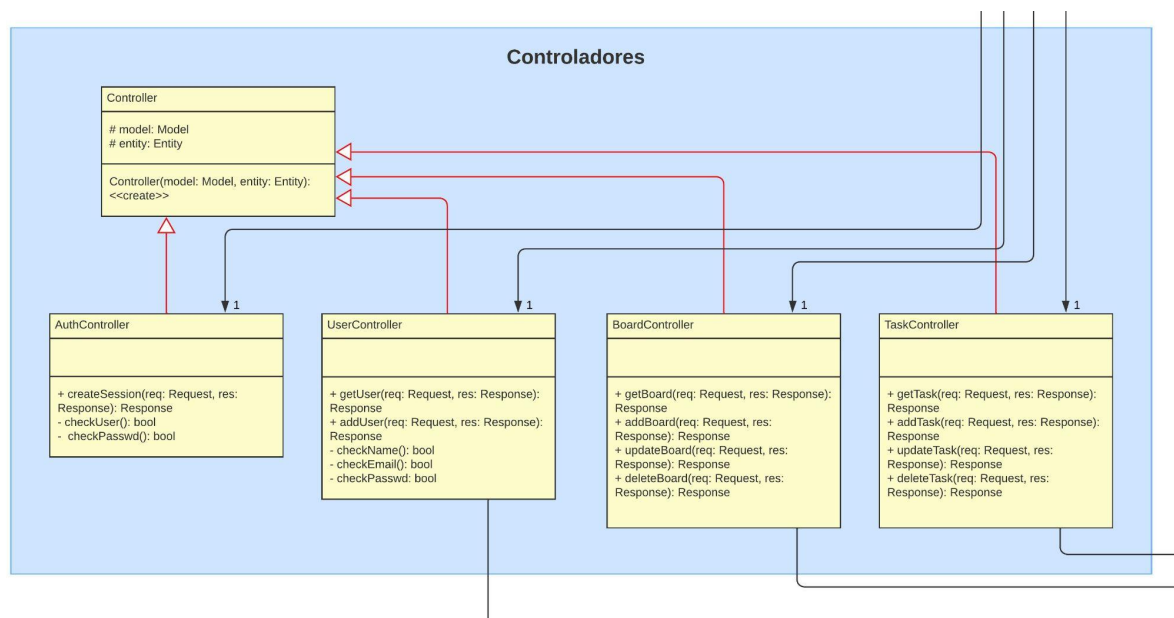 Controladores
Controller
# model: Model
# entity: Entity
Controller(model: Model, entity: Entity):
<<create>>
1
1
1
1
AuthController
+ createSession(req: Request, res:
Response): Response
- checkUser(): bool
- checkPasswd(): bool
UserController
+ getUser(req: Request, res: Response):
Response
+ addUser(req: Request, res: Response):
Response
- checkName(): bool
- checkEmail(): bool
- checkPasswd: bool
BoardController
+ getBoard(req: Request, res: Response):
Response
+ addBoard(req: Request, res:
Response): Response
+ updateBoard(req: Request, res:
Response): Response
+ deleteBoard(req: Request, res:
Response): Response
TaskController
+ getTask(req: Request, res: Response):
Response
+ addTask(req: Request, res: Response):
Response
+ updateTask(req: Request, res:
Response): Response
+ deleteTask(req: Request, res:
Response): Response